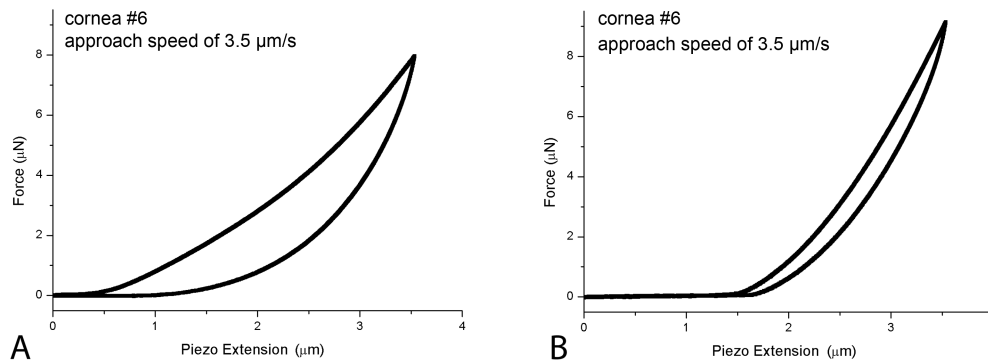 cornea #6
approach speed of 3.5 μm/s
8
6
4
2
0
0 1 2 3 4
Force (μN)
Piezo Extension (μm)
A
cornea #6
approach speed of 3.5 μm/s
8
6
4
2
0
0 1 2 3
Force (μN)
Piezo Extension (μm)
B